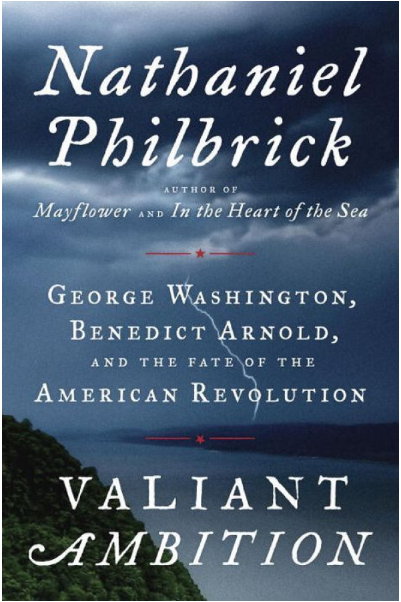 Nathaniel
Philbrick
AUTHOR OF
Mayflower AND In the Heart of the Sea
GEORGE WASHINGTON,
BENEDICT ARNOLD,
AND THE FATE OF THE
AMERICAN REVOLUTION
VALIANT
AMBITION